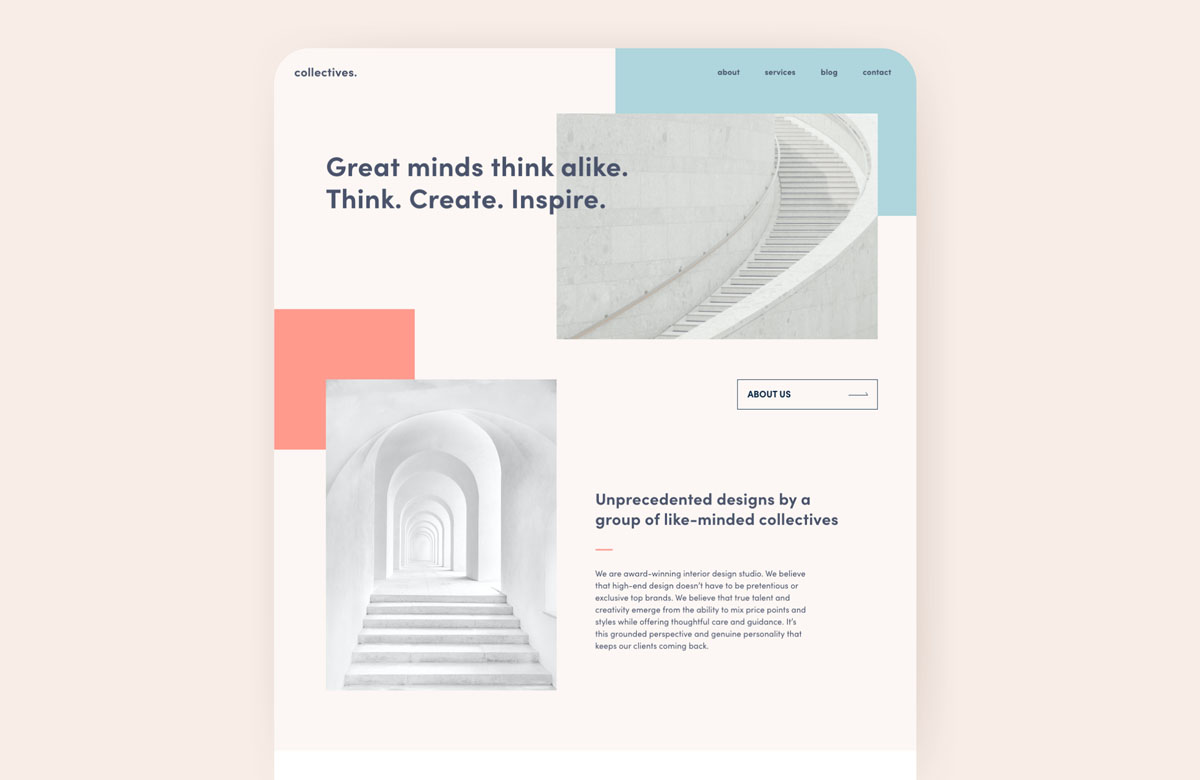 collectives.
about services blog contact
Great minds think alike.
Think. Create. Inspire.
ABOUT US
Unprecedented designs by a
group of like-minded collectives
We are award-winning interior design studio. We believe
that high-end design doesn't have to be pretentious or
exclusive top brands. We believe that true talent and
creativity emerge from the ability to mix price points and
styles while offering thoughtful care and guidance. It's
this grounded perspective and genuine personality that
keeps our clients coming back.